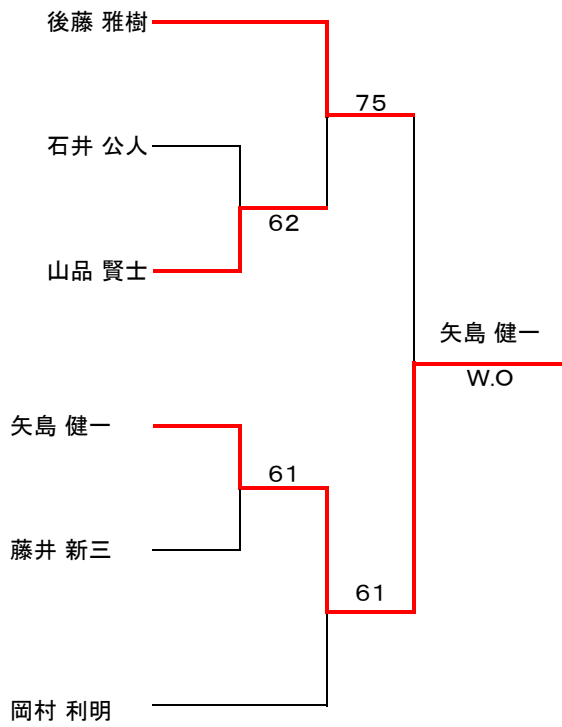 後藤 雅樹
75
石井 公人
62
山品 賢士
矢島 健一
W.O
矢島 健一
61
藤井 新三
61
岡村 利明